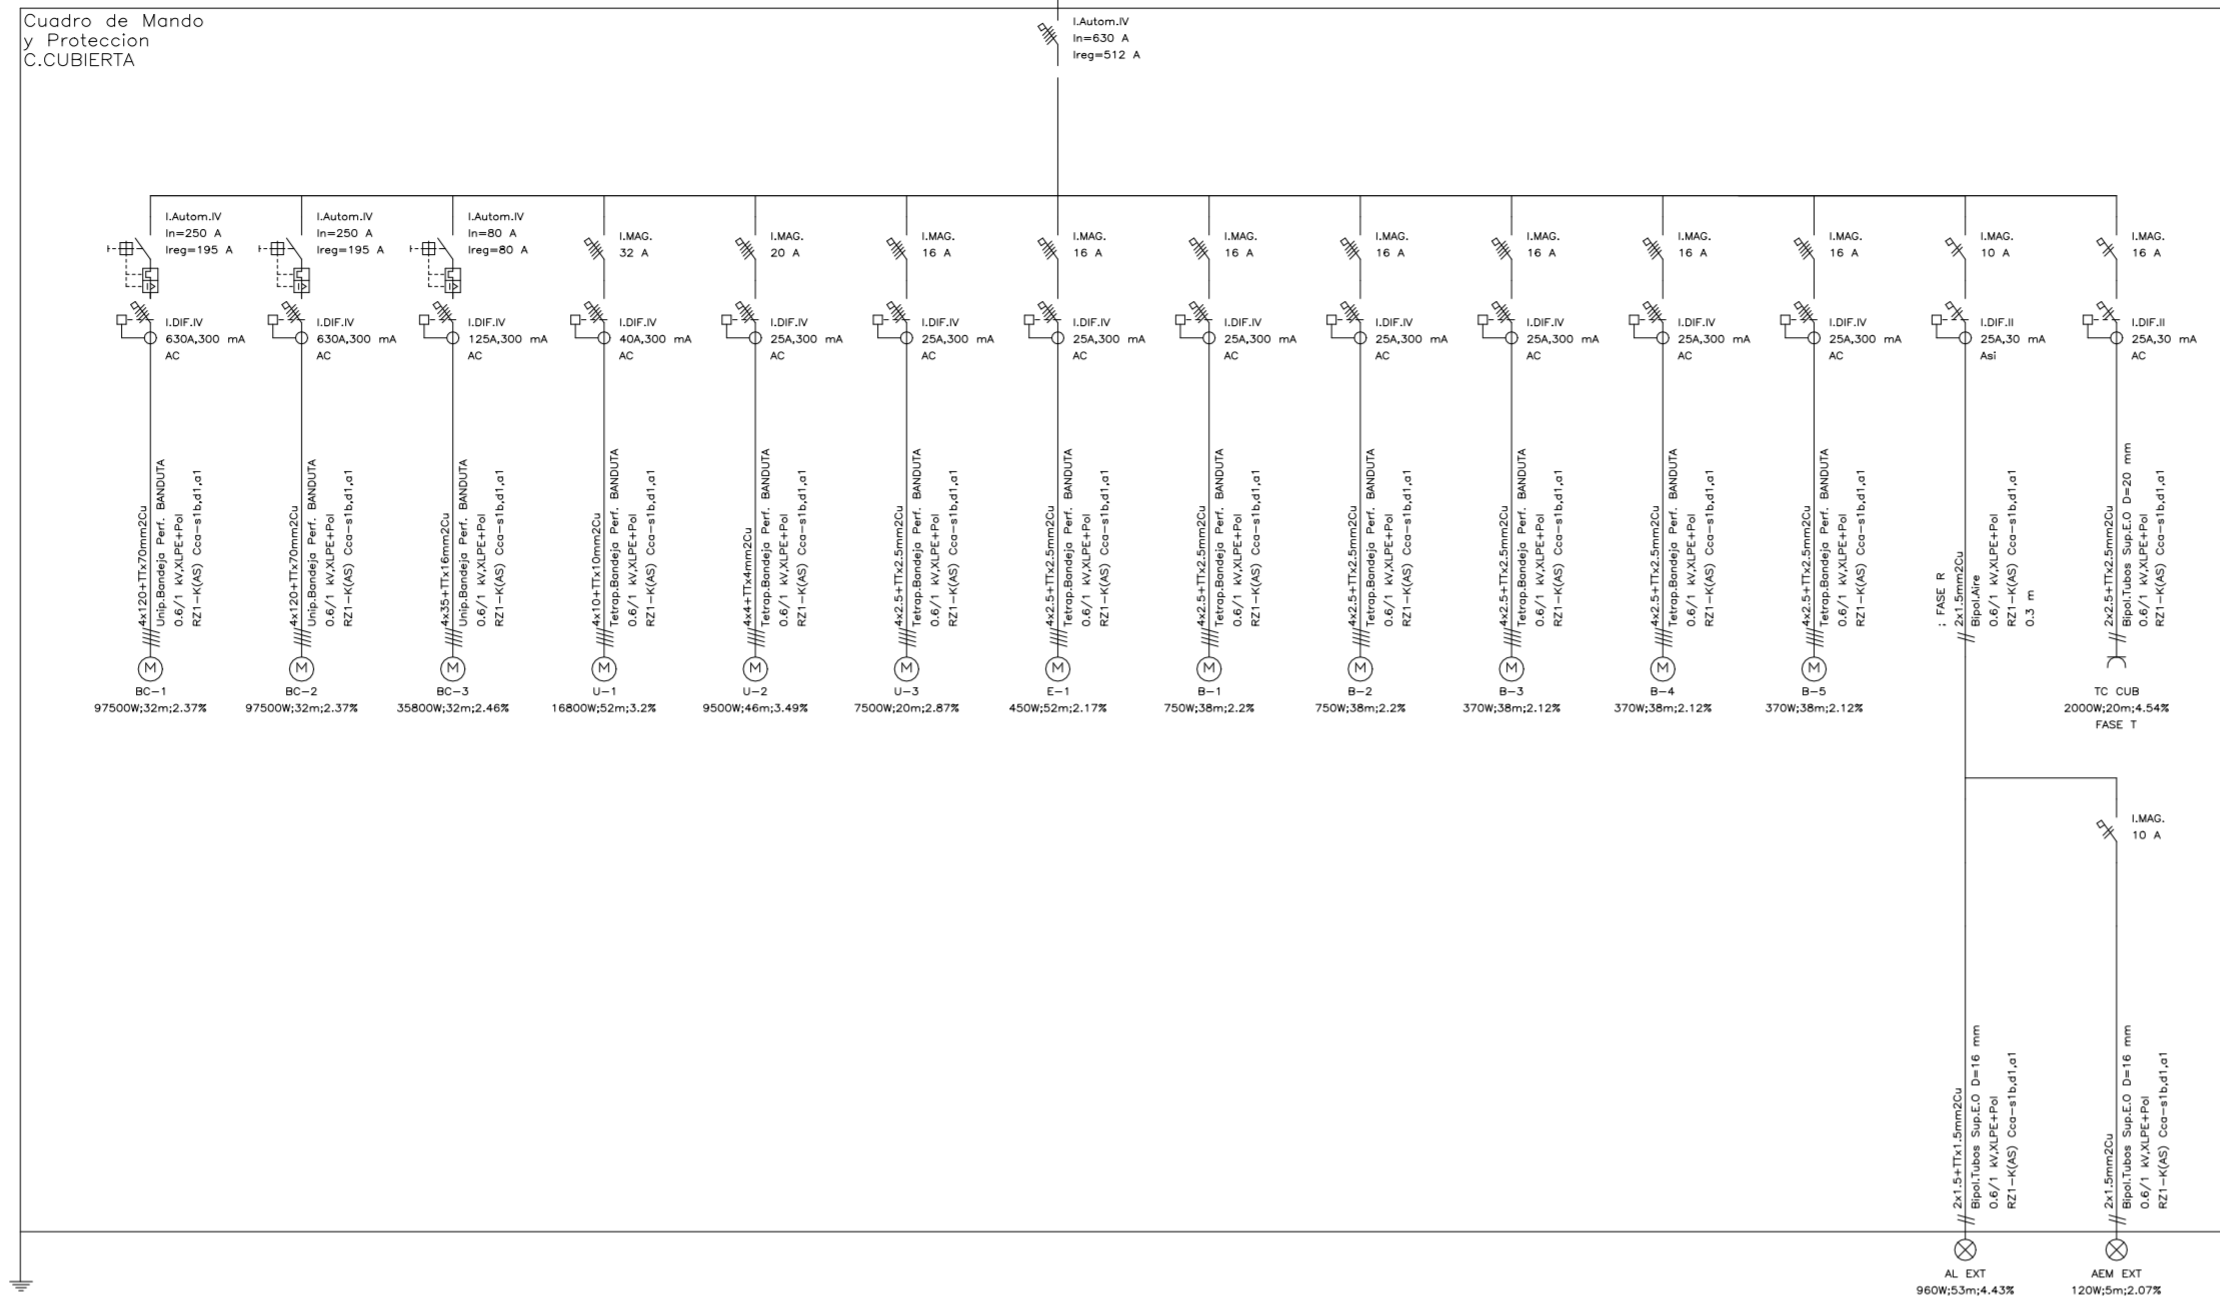 Cuadro de Mando
y Proteccion
C.CUBIERTA
I.Autom.IV
In=630 A
Ireg=512 A
I.Autom.IV
In=250 A
Ireg=195 A
I.DIF.IV
630A,300 mA
AC
4x120+TTx70mm2Cu
Unip.Bandeja Perf. BANDUTA
0.6/1 kV,XLPE+Pol
RZ1-K(AS) Cca-s1b,d1,a1
M
BC-1
97500W;32m;2.37%
I.Autom.IV
In=250 A
Ireg=195 A
I.DIF.IV
630A,300 mA
AC
4x120+TTx70mm2Cu
Unip.Bandeja Perf. BANDUTA
0.6/1 kV,XLPE+Pol
RZ1-K(AS) Cca-s1b,d1,a1
M
BC-2
97500W;32m;2.37%
I.Autom.IV
In=80 A
Ireg=80 A
I.DIF.IV
125A,300 mA
AC
4x35+TTx16mm2Cu
Unip.Bandeja Perf. BANDUTA
0.6/1 kV,XLPE+Pol
RZ1-K(AS) Cca-s1b,d1,a1
M
BC-3
35800W;32m;2.46%
I.MAG.
32 A
I.DIF.IV
40A,300 mA
AC
4x10+TTx10mm2Cu
Tetrap.Bandeja Perf. BANDUTA
0.6/1 kV,XLPE+Pol
RZ1-K(AS) Cca-s1b,d1,a1
M
U-1
16800W;52m;3.2%
I.MAG.
20 A
I.DIF.IV
25A,300 mA
AC
4x4+TTx4mm2Cu
Tetrap.Bandeja Perf. BANDUTA
0.6/1 kV,XLPE+Pol
RZ1-K(AS) Cca-s1b,d1,a1
M
U-2
9500W;46m;3.49%
I.MAG.
16 A
I.DIF.IV
25A,300 mA
AC
4x2.5+TTx2.5mm2Cu
Tetrap.Bandeja Perf. BANDUTA
0.6/1 kV,XLPE+Pol
RZ1-K(AS) Cca-s1b,d1,a1
M
U-3
7500W;20m;2.87%
I.MAG.
16 A
I.DIF.IV
25A,300 mA
AC
4x2.5+TTx2.5mm2Cu
Tetrap.Bandeja Perf. BANDUTA
0.6/1 kV,XLPE+Pol
RZ1-K(AS) Cca-s1b,d1,a1
M
E-1
450W;52m;2.17%
I.MAG.
16 A
I.DIF.IV
25A,300 mA
AC
4x2.5+TTx2.5mm2Cu
Tetrap.Bandeja Perf. BANDUTA
0.6/1 kV,XLPE+Pol
RZ1-K(AS) Cca-s1b,d1,a1
M
B-1
750W;38m;2.2%
I.MAG.
16 A
I.DIF.IV
25A,300 mA
AC
4x2.5+TTx2.5mm2Cu
Tetrap.Bandeja Perf. BANDUTA
0.6/1 kV,XLPE+Pol
RZ1-K(AS) Cca-s1b,d1,a1
M
B-2
750W;38m;2.2%
I.MAG.
16 A
I.DIF.IV
25A,300 mA
AC
4x2.5+TTx2.5mm2Cu
Tetrap.Bandeja Perf. BANDUTA
0.6/1 kV,XLPE+Pol
RZ1-K(AS) Cca-s1b,d1,a1
M
B-3
370W;38m;2.12%
I.MAG.
16 A
I.DIF.IV
25A,300 mA
AC
4x2.5+TTx2.5mm2Cu
Tetrap.Bandeja Perf. BANDUTA
0.6/1 kV,XLPE+Pol
RZ1-K(AS) Cca-s1b,d1,a1
M
B-4
370W;38m;2.12%
I.MAG.
16 A
I.DIF.IV
25A,300 mA
AC
4x2.5+TTx2.5mm2Cu
Tetrap.Bandeja Perf. BANDUTA
0.6/1 kV,XLPE+Pol
RZ1-K(AS) Cca-s1b,d1,a1
M
B-5
370W;38m;2.12%
I.MAG.
10 A
I.DIF.II
25A,30 mA
Asi
; FASE R
2x1.5mm2Cu
Bipol.Aire
0.6/1 kV,XLPE+Pol
RZ1-K(AS) Cca-s1b,d1,a1
0.3 m
I.MAG.
16 A
I.DIF.II
25A,30 mA
AC
2x2.5+TTx2.5mm2Cu
Bipol.Tubos Sup.E.O D=20 mm
0.6/1 kV,XLPE+Pol
RZ1-K(AS) Cca-s1b,d1,a1
TC CUB
2000W;20m;4.54%
FASE T
I.MAG.
10 A
2x1.5+TTx1.5mm2Cu
Bipol.Tubos Sup.E.O D=16 mm
0.6/1 kV,XLPE+Pol
RZ1-K(AS) Cca-s1b,d1,a1
AL EXT
960W;53m;4.43%
2x1.5mm2Cu
Bipol.Tubos Sup.E.O D=16 mm
0.6/1 kV,XLPE+Pol
RZ1-K(AS) Cca-s1b,d1,a1
AEM EXT
120W;5m;2.07%